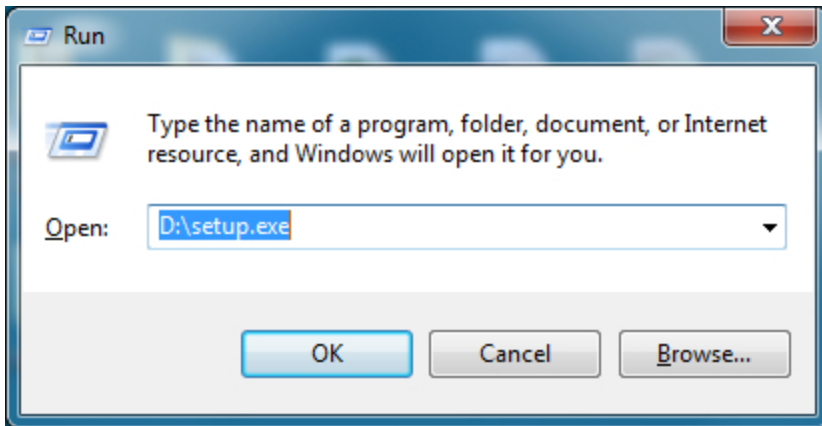 Run
Type the name of a program, folder, document, or Internet
resource, and Windows will open it for you.
Open: D:\setup.exe
OK Cancel Browse...